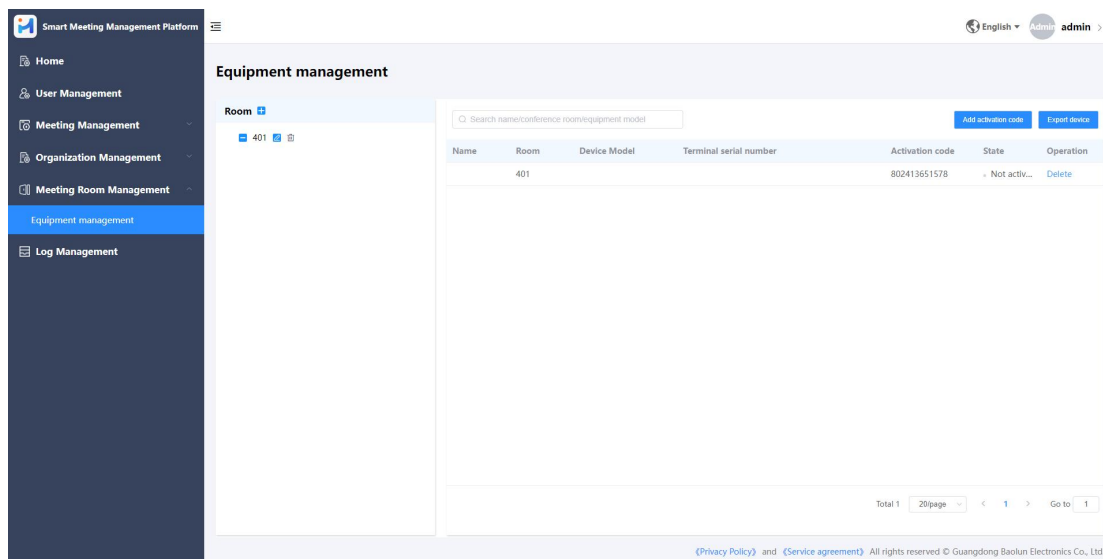 Smart Meeting Management Platform
English
Admin
admin
Home
User Management
Meeting Management
Organization Management
Meeting Room Management
Equipment management
Log Management
Equipment management
Room
401
Search name/conference room/equipment model
Add activation code
Export device
Name Room Device Model Terminal serial number Activation code State Operation
401 802413651578 Not activ... Delete
Total 1 20/page < 1 > Go to 1
《Privacy Policy》 and 《Service agreement》 All rights reserved © Guangdong Baolun Electronics Co., Ltd